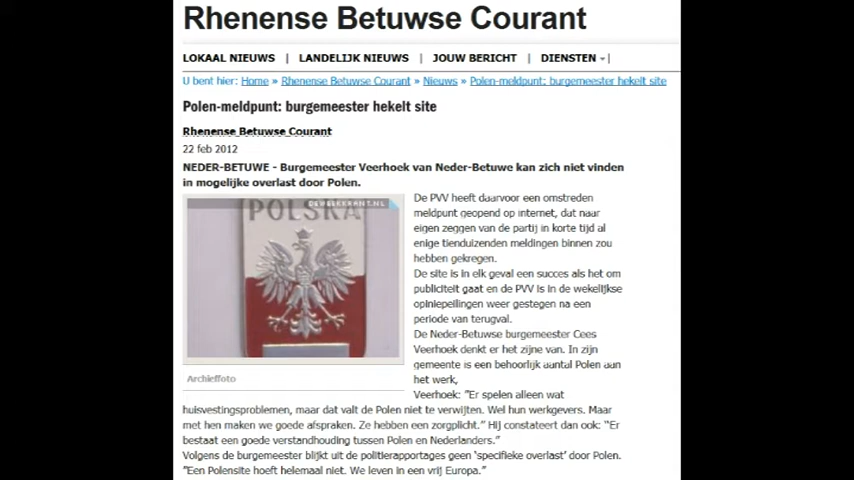 Rhenense Betuwse Courant
LOKAAL NIEUWS | LANDELIJK NIEUWS | JOUW BERICHT | DIENSTEN |
U bent hier: Home » Rhenense Betuwse Courant » Nieuws » Polen-meldpunt: burgemeester hekelt site
Polen-meldpunt: burgemeester hekelt site
Rhenense Betuwse Courant
22 feb 2012
NEDER-BETUWE - Burgemeester Veerhoek van Neder-Betuwe kan zich niet vinden
in mogelijke overlast door Polen.
DEWEEKKRANT.NL
POLSKA
Archieffoto
De PVV heeft daarvoor een omstreden
meldpunt geopend op internet, dat naar
eigen zeggen van de partij in korte tijd al
enige tienduizenden meldingen binnen zou
hebben gekregen.
De site is in elk geval een succes als het om
publiciteit gaat en de PVV is in de wekelijkse
opiniepeilingen weer gestegen na een
periode van terugval.
De Neder-Betuwse burgemeester Cees
Veerhoek denkt er het zijne van. In zijn
gemeente is een behoorlijk aantal Polen aan
het werk,
Veerhoek: "Er spelen alleen wat
huisvestingsproblemen, maar dat valt de Polen niet te verwijten. Wel hun werkgevers. Maar
met hen maken we goede afspraken. Ze hebben een zorgplicht." Hij constateert dan ook: "Er
bestaat een goede verstandhouding tussen Polen en Nederlanders."
Volgens de burgemeester blijkt uit de politierapportages geen 'specifieke overlast' door Polen.
"Een Polensite hoeft helemaal niet. We leven in een vrij Europa."